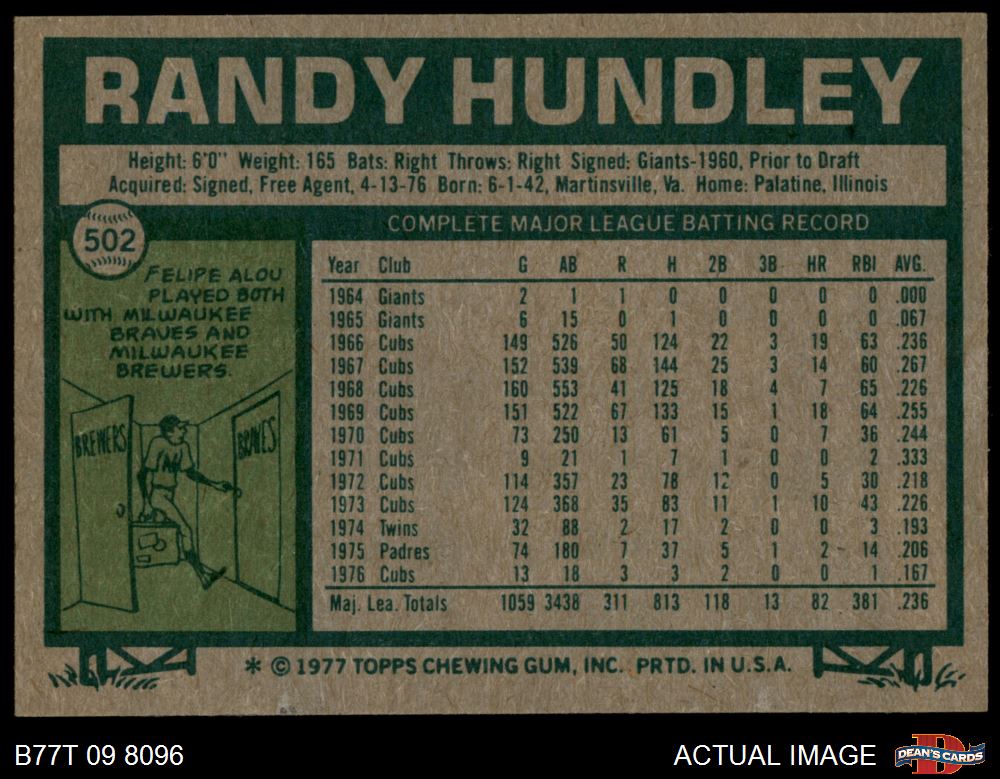 RANDY HUNDLEY
Height: 6'0" Weight: 165 Bats: Right Throws: Right Signed: Giants-1960, Prior to Draft
Acquired: Signed, Free Agent, 4-13-76 Born: 6-1-42, Martinsville, Va. Home: Palatine, Illinois
502
FELIPE ALOU
PLAYED BOTH
WITH MILWAUKEE
BRAVES AND
MILWAUKEE
BREWERS.
BREWERS
BRAVES
COMPLETE MAJOR LEAGUE BATTING RECORD
Year Club G AB R H 2B 3B HR RBI AVG.
1964 Giants 2 1 1 0 0 0 0 0 .000
1965 Giants 6 15 0 1 0 0 0 0 .067
1966 Cubs 149 526 50 124 22 3 19 63 .236
1967 Cubs 152 539 68 144 25 3 14 60 .267
1968 Cubs 160 553 41 125 18 4 7 65 .226
1969 Cubs 151 522 67 133 15 1 18 64 .255
1970 Cubs 73 250 13 61 5 0 7 36 .244
1971 Cubs 9 21 1 7 1 0 0 2 .333
1972 Cubs 114 357 23 78 12 0 5 30 .218
1973 Cubs 124 368 35 83 11 1 10 43 .226
1974 Twins 32 88 2 17 2 0 0 3 .193
1975 Padres 74 180 7 37 5 1 2 14 .206
1976 Cubs 13 18 3 3 2 0 0 1 .167
Maj. Lea. Totals 1059 3438 311 813 118 13 82 381 .236
* © 1977 TOPPS CHEWING GUM, INC. PRTD. IN U.S.A.
B77T 09 8096
ACTUAL IMAGE
DEAN'S CARDS